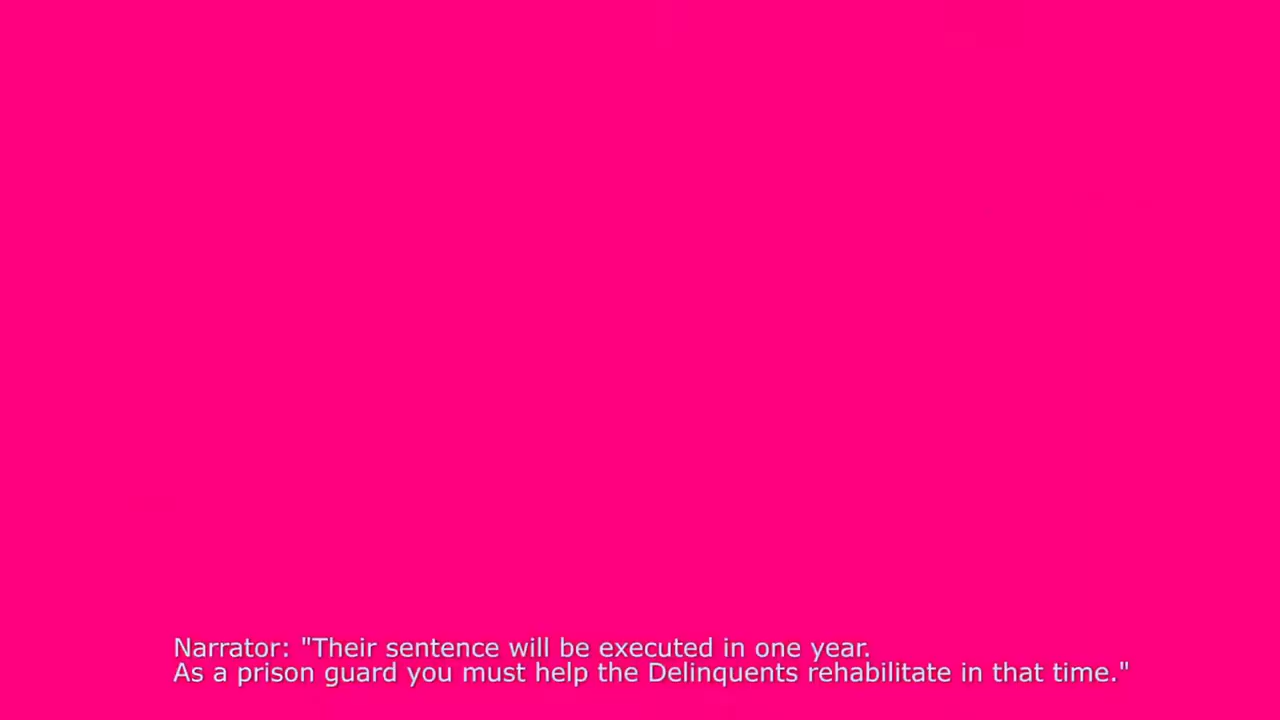 Narrator: "Their sentence will be executed in one year.
As a prison guard you must help the Delinquents rehabilitate in that time."